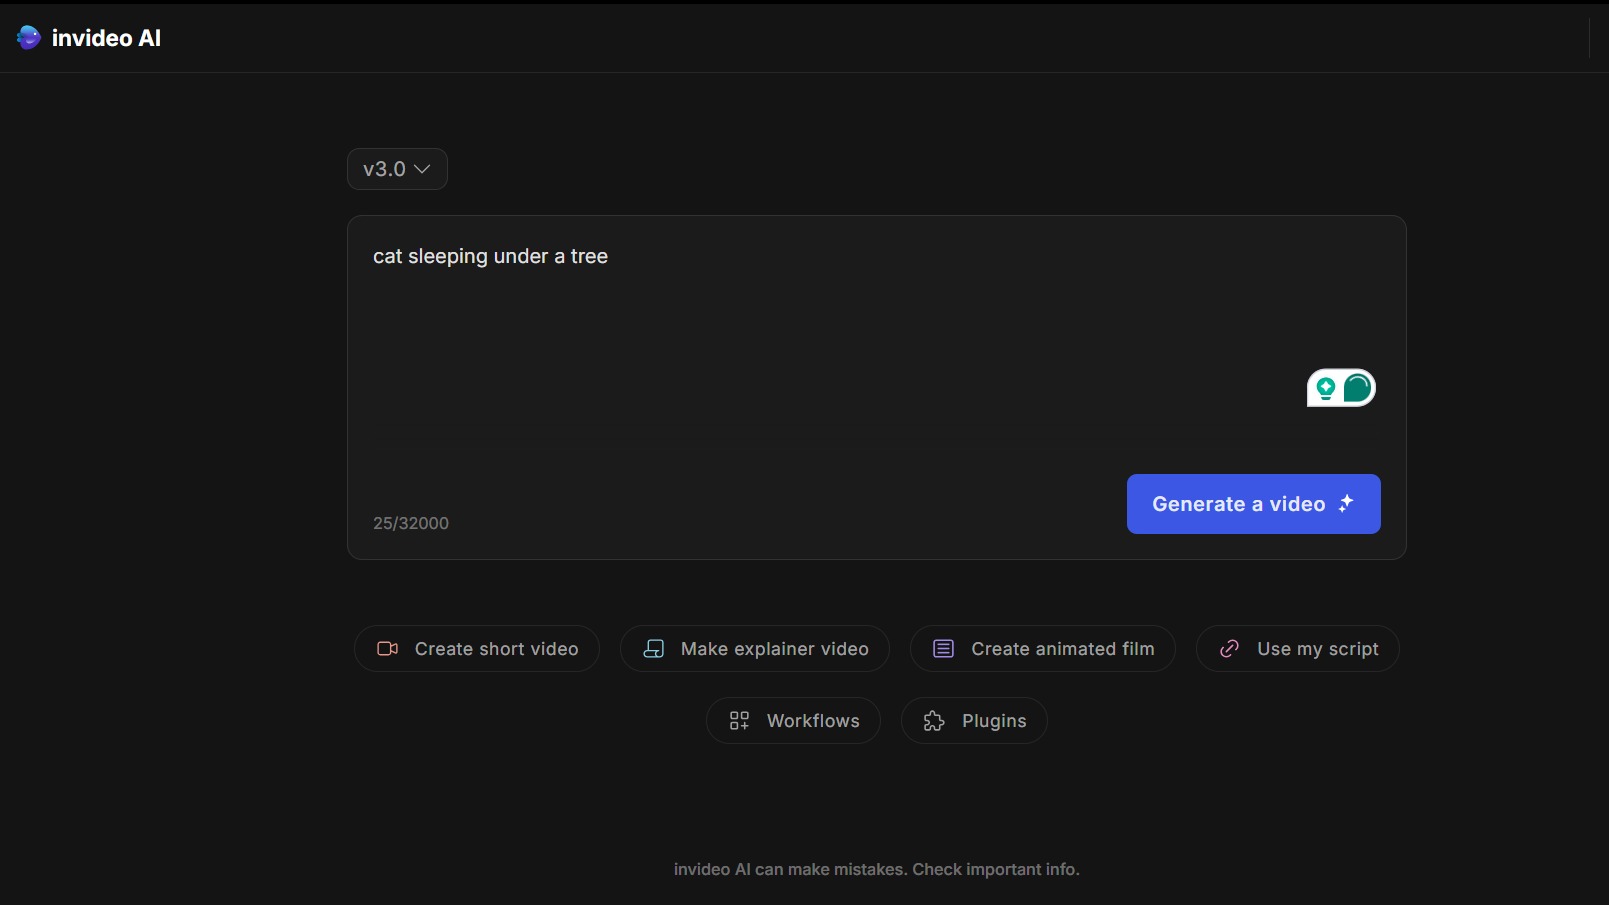 invideo AI
v3.0
cat sleeping under a tree
25/32000
Generate a video
Create short video
Make explainer video
Create animated film
Use my script
Workflows
Plugins
invideo AI can make mistakes. Check important info.